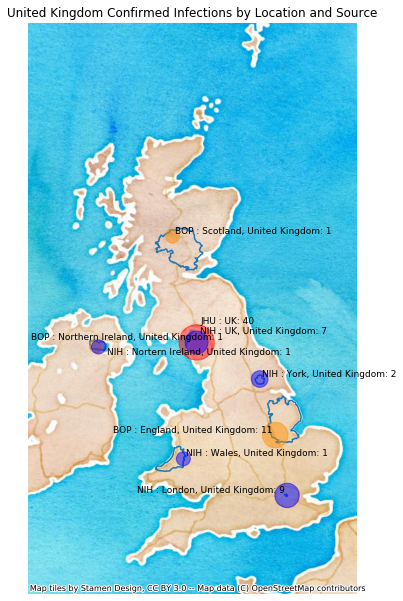 United Kingdom Confirmed Infections by Location and Source
BOP : Scotland, United Kingdom: 1
JHU : UK: 40
NIH : UK, United Kingdom: 7
BOP : Northern Ireland, United Kingdom: 1
NIH : Nortern Ireland, United Kingdom: 1
NIH : York, United Kingdom: 2
BOP : England, United Kingdom: 11
NIH : Wales, United Kingdom: 1
NIH : London, United Kingdom: 9
Map tiles by Stamen Design, CC BY 3.0 -- Map data (C) OpenStreetMap contributors